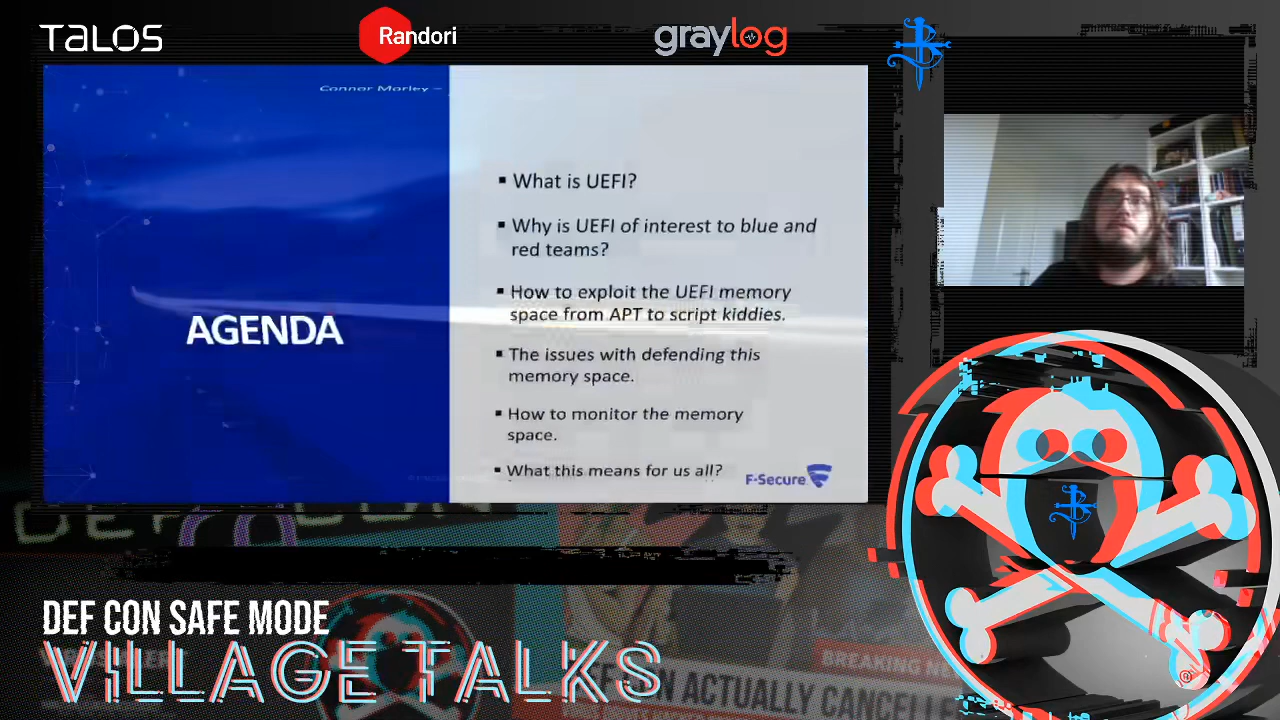 TALOS
Randori
graylog
Connor Morley –
AGENDA
▪ What is UEFI?
▪ Why is UEFI of interest to blue and
red teams?
▪ How to exploit the UEFI memory
space from APT to script kiddies.
▪ The issues with defending this
memory space.
▪ How to monitor the memory
space.
▪ What this means for us all?
F-Secure
DEF CON
BREAKING
ACTUALLY
DEF CON SAFE MODE
VILLAGE TALKS